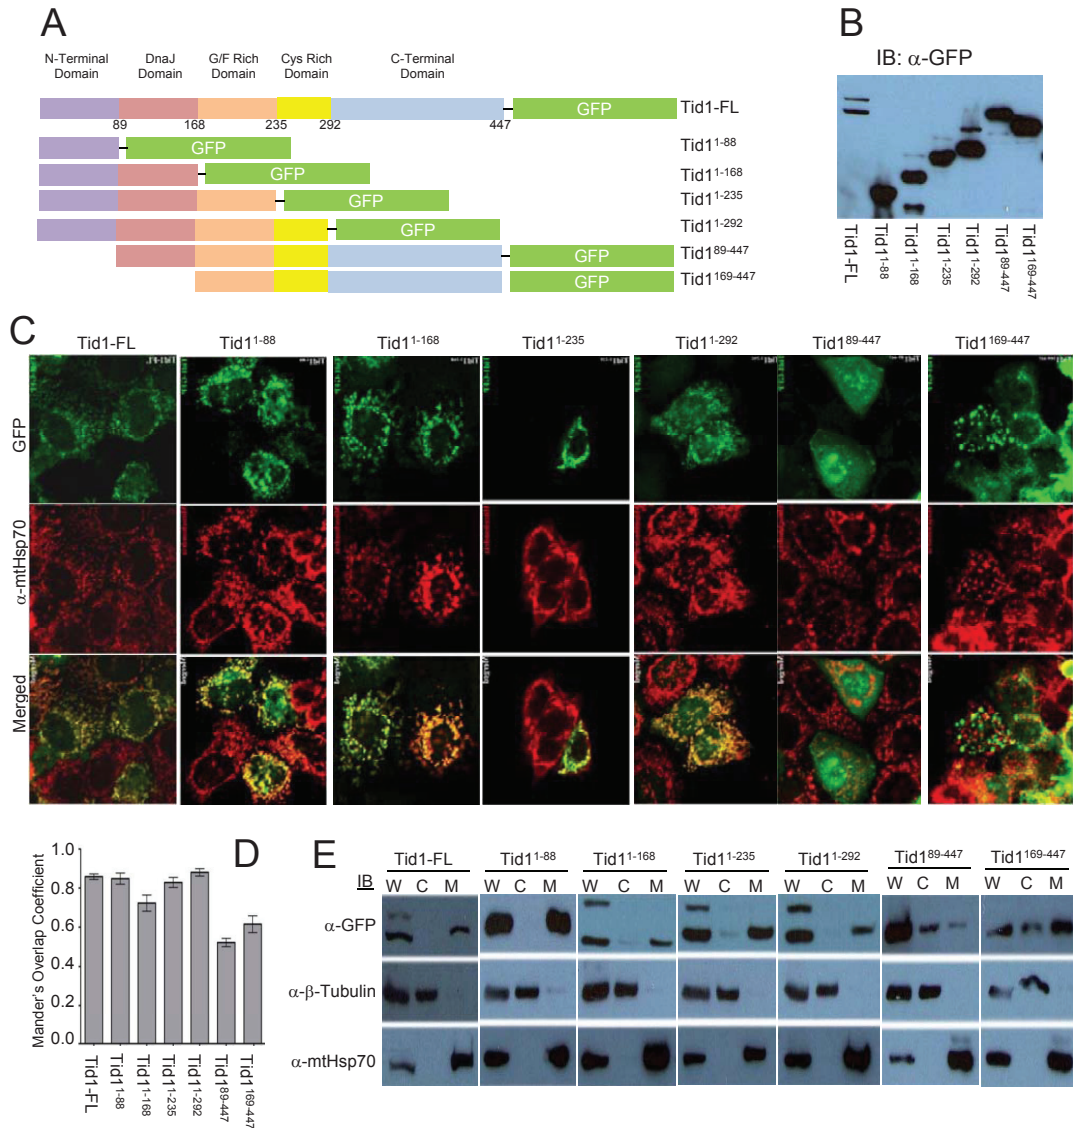 A
N-Terminal Domain
DnaJ Domain
G/F Rich Domain
Cys Rich Domain
C-Terminal Domain
GFP
Tid1-FL
89 168 235 292 447
GFP
Tid1^1-88
GFP
Tid1^1-168
GFP
Tid1^1-235
GFP
Tid1^1-292
GFP
Tid1^89-447
GFP
Tid1^169-447
B
IB: α-GFP
Tid1-FL
Tid1^1-88
Tid1^1-168
Tid1^1-235
Tid1^1-292
Tid1^89-447
Tid1^169-447
C
Tid1-FL Tid1^1-88 Tid1^1-168 Tid1^1-235 Tid1^1-292 Tid1^89-447 Tid1^169-447
GFP
α-mtHsp70
Merged
D
Mander's Overlap Coefficient
1.0
0.8
0.6
0.4
0.2
0.0
Tid1-FL
Tid1^1-88
Tid1^1-168
Tid1^1-235
Tid1^1-292
Tid1^89-447
Tid1^169-447
E
Tid1-FL Tid1^1-88 Tid1^1-168 Tid1^1-235 Tid1^1-292 Tid1^89-447 Tid1^169-447
IB W C M W C M W C M W C M W C M W C M W C M
α-GFP
α-β-Tubulin
α-mtHsp70